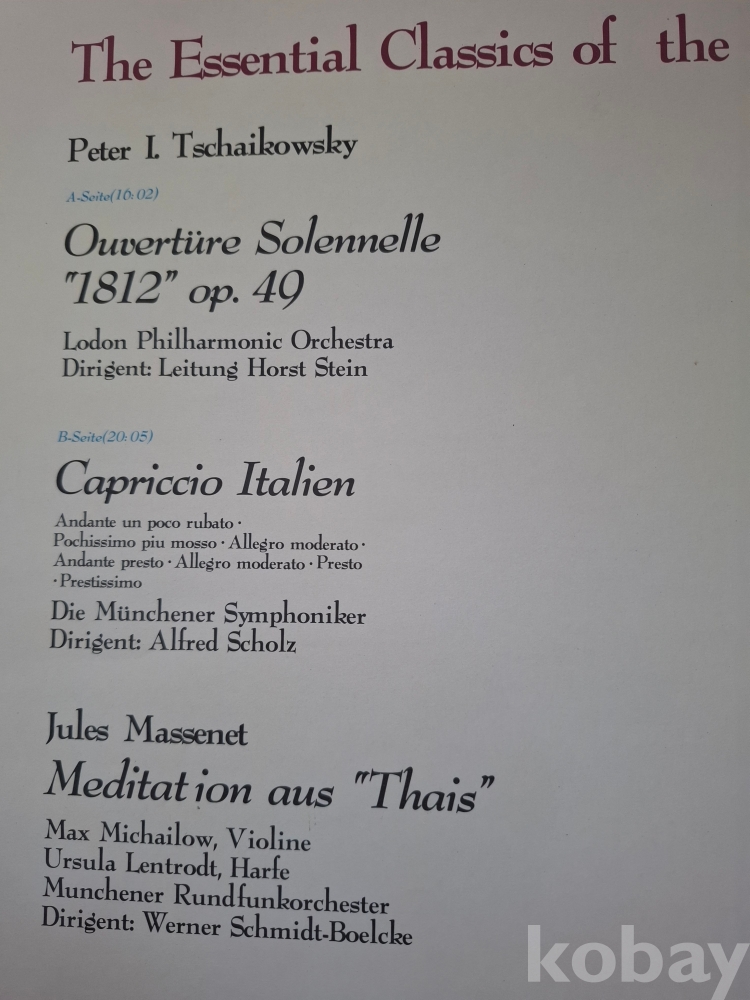 The Essential Classics of the
Peter I. Tschaikowsky
A-Seite(16:02)
Ouvertüre Solennelle
"1812" op. 49
Lodon Philharmonic Orchestra
Dirigent: Leitung Horst Stein
B-Seite(20:05)
Capriccio Italien
Andante un poco rubato ·
Pochissimo piu mosso · Allegro moderato ·
Andante presto · Allegro moderato · Presto
· Prestissimo
Die Münchener Symphoniker
Dirigent: Alfred Scholz
Jules Massenet
Meditation aus "Thais"
Max Michailow, Violine
Ursula Lentrodt, Harfe
Munchener Rundfunkorchester
Dirigent: Werner Schmidt-Boelcke
kobay